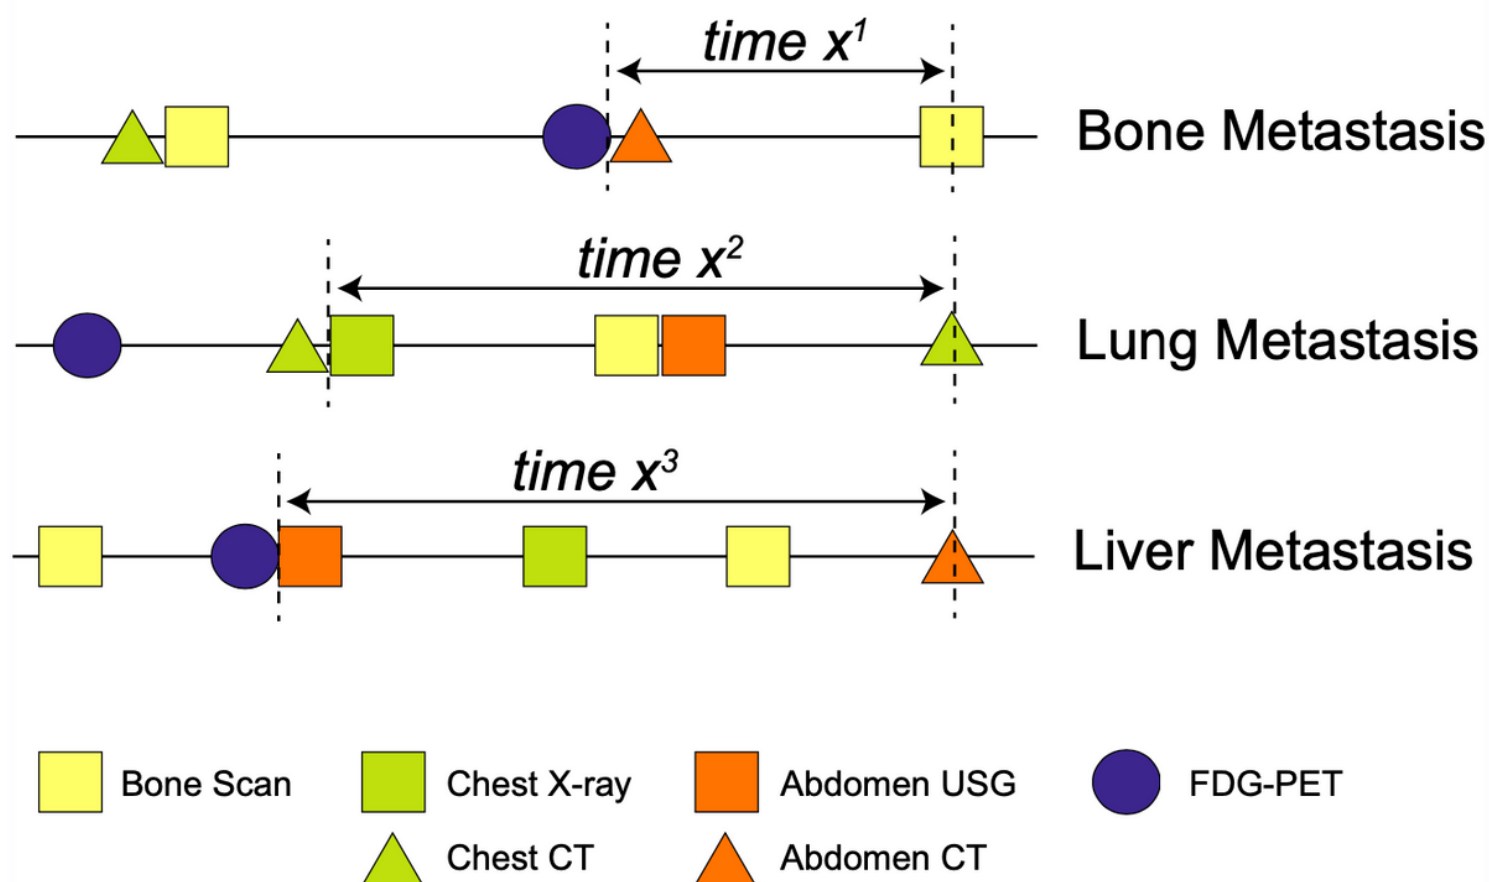 time x¹
Bone Metastasis
time x²
Lung Metastasis
time x³
Liver Metastasis
Bone Scan
Chest X-ray
Abdomen USG
FDG-PET
Chest CT
Abdomen CT